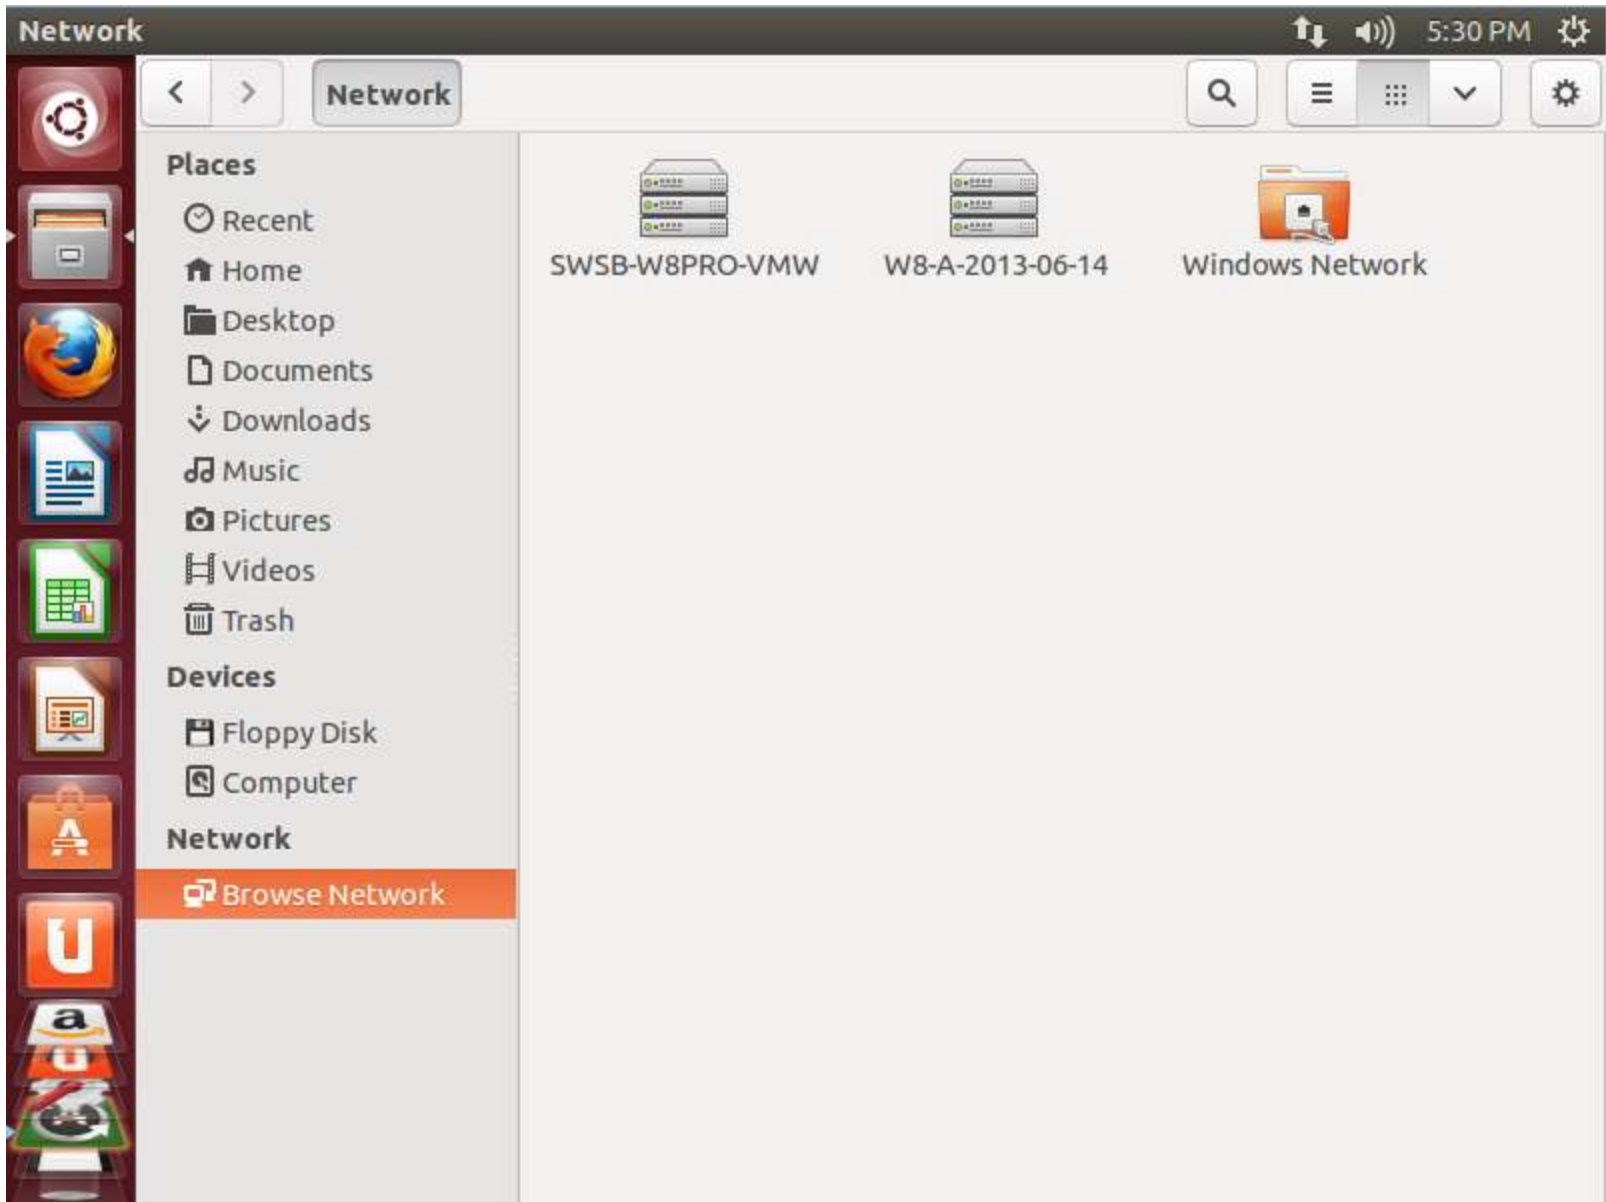 Network
5:30 PM
Network
Places
Recent
Home
Desktop
Documents
Downloads
Music
Pictures
Videos
Trash
Devices
Floppy Disk
Computer
Network
Browse Network
SWSB-W8PRO-VMW
W8-A-2013-06-14
Windows Network